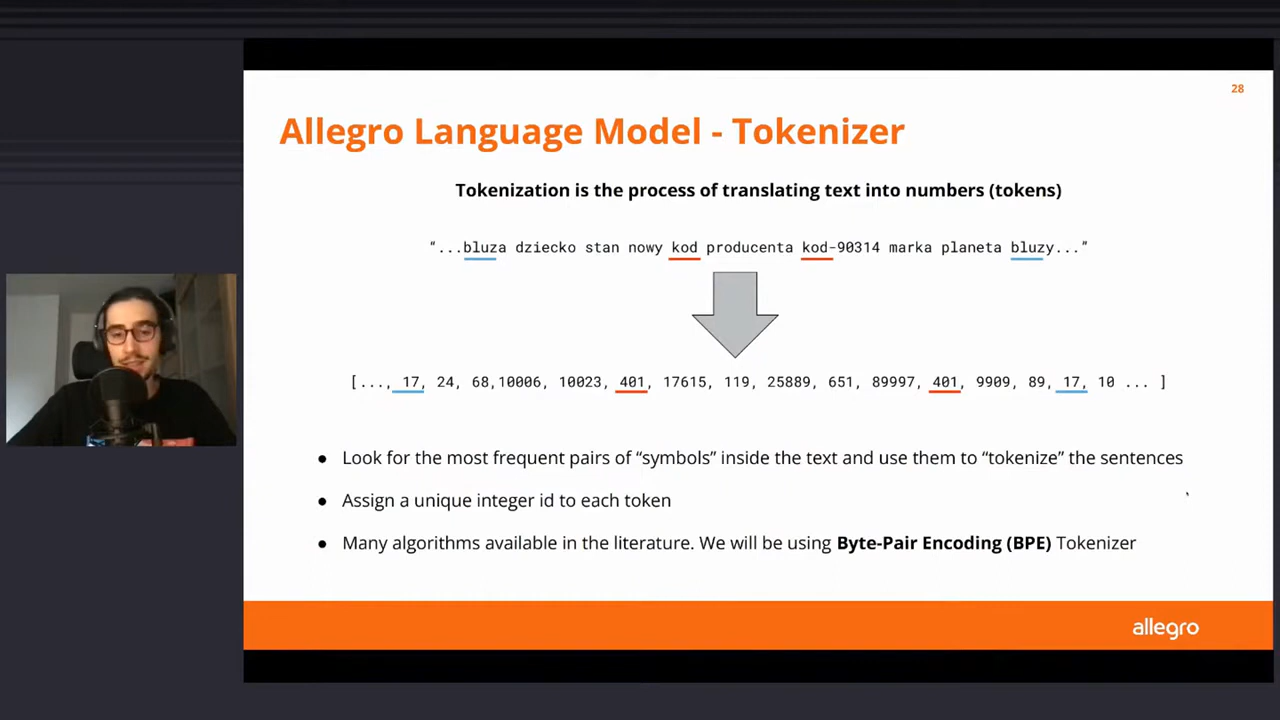 28
Allegro Language Model - Tokenizer
Tokenization is the process of translating text into numbers (tokens)
“...bluza dziecko stan nowy kod producenta kod-90314 marka planeta bluzy...”
[..., 17, 24, 68,10006, 10023, 401, 17615, 119, 25889, 651, 89997, 401, 9909, 89, 17, 10 ... ]
● Look for the most frequent pairs of “symbols” inside the text and use them to “tokenize” the sentences
● Assign a unique integer id to each token
● Many algorithms available in the literature. We will be using Byte-Pair Encoding (BPE) Tokenizer
allegro